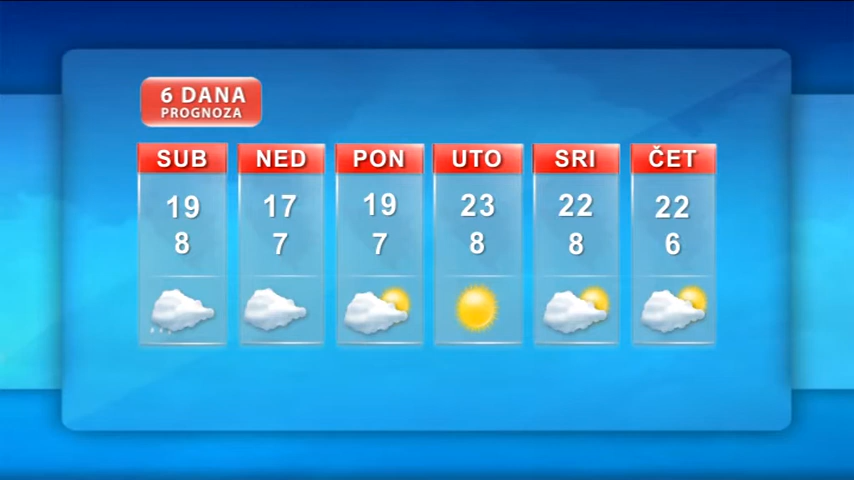 6 DANA
PROGNOZA
SUB NED PON UTO SRI ČET
19 17 19 23 22 22
8 7 7 8 8 6